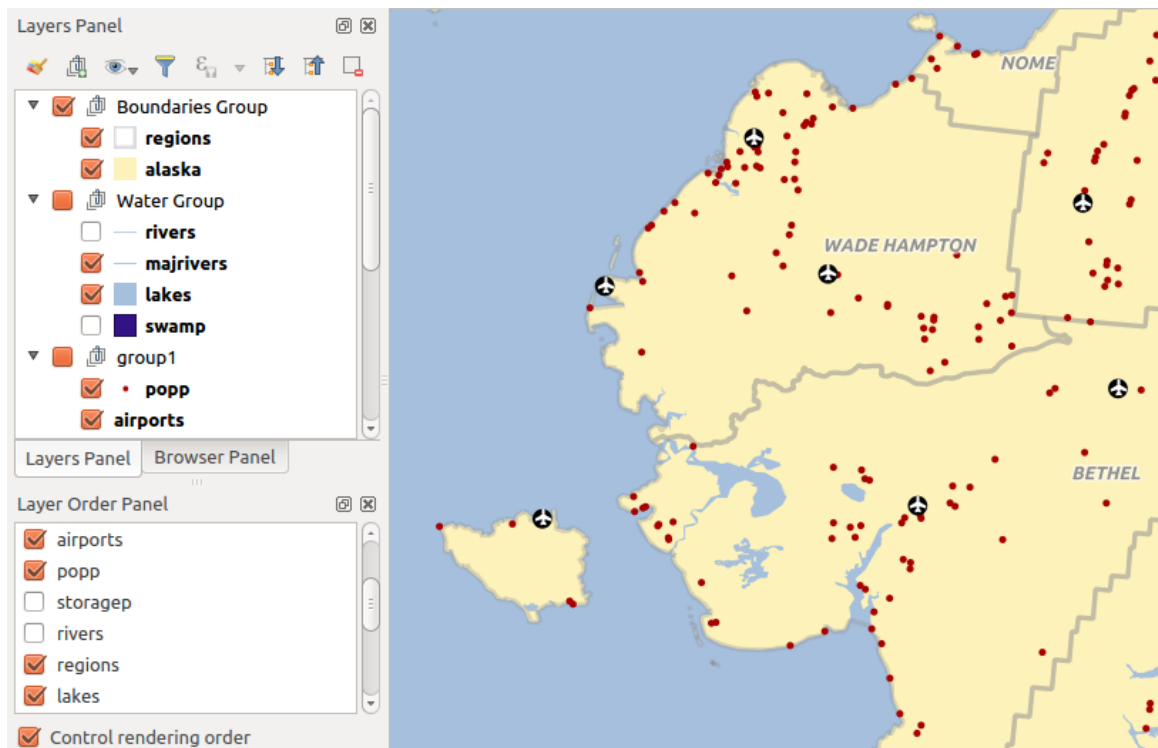 Layers Panel
Boundaries Group
regions
alaska
Water Group
rivers
majrivers
lakes
swamp
group1
popp
airports
Layers Panel
Browser Panel
Layer Order Panel
airports
popp
storagep
rivers
regions
lakes
Control rendering order
NOME
WADE HAMPTON
BETHEL